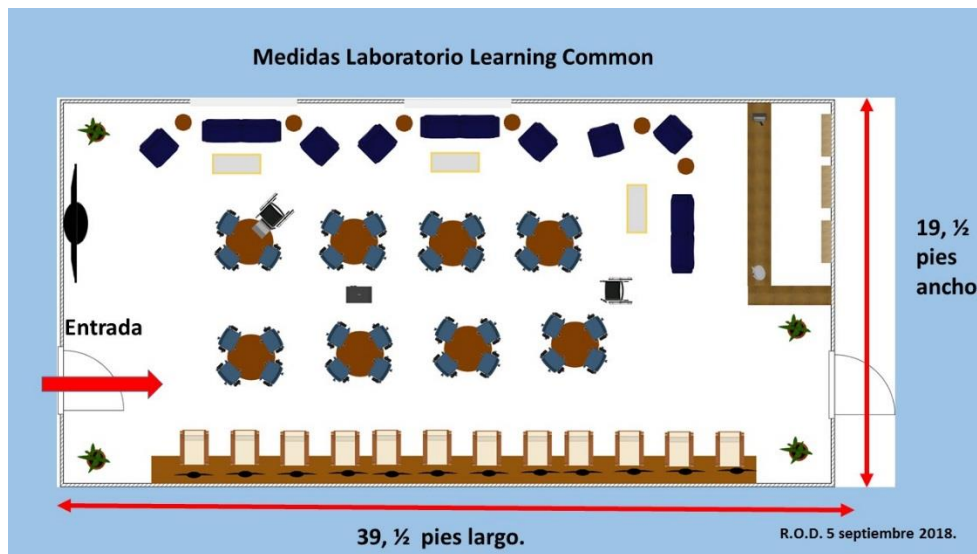 Medidas Laboratorio Learning Common
19, ½
pies
ancho
Entrada
39, ½ pies largo.
R.O.D. 5 septiembre 2018.